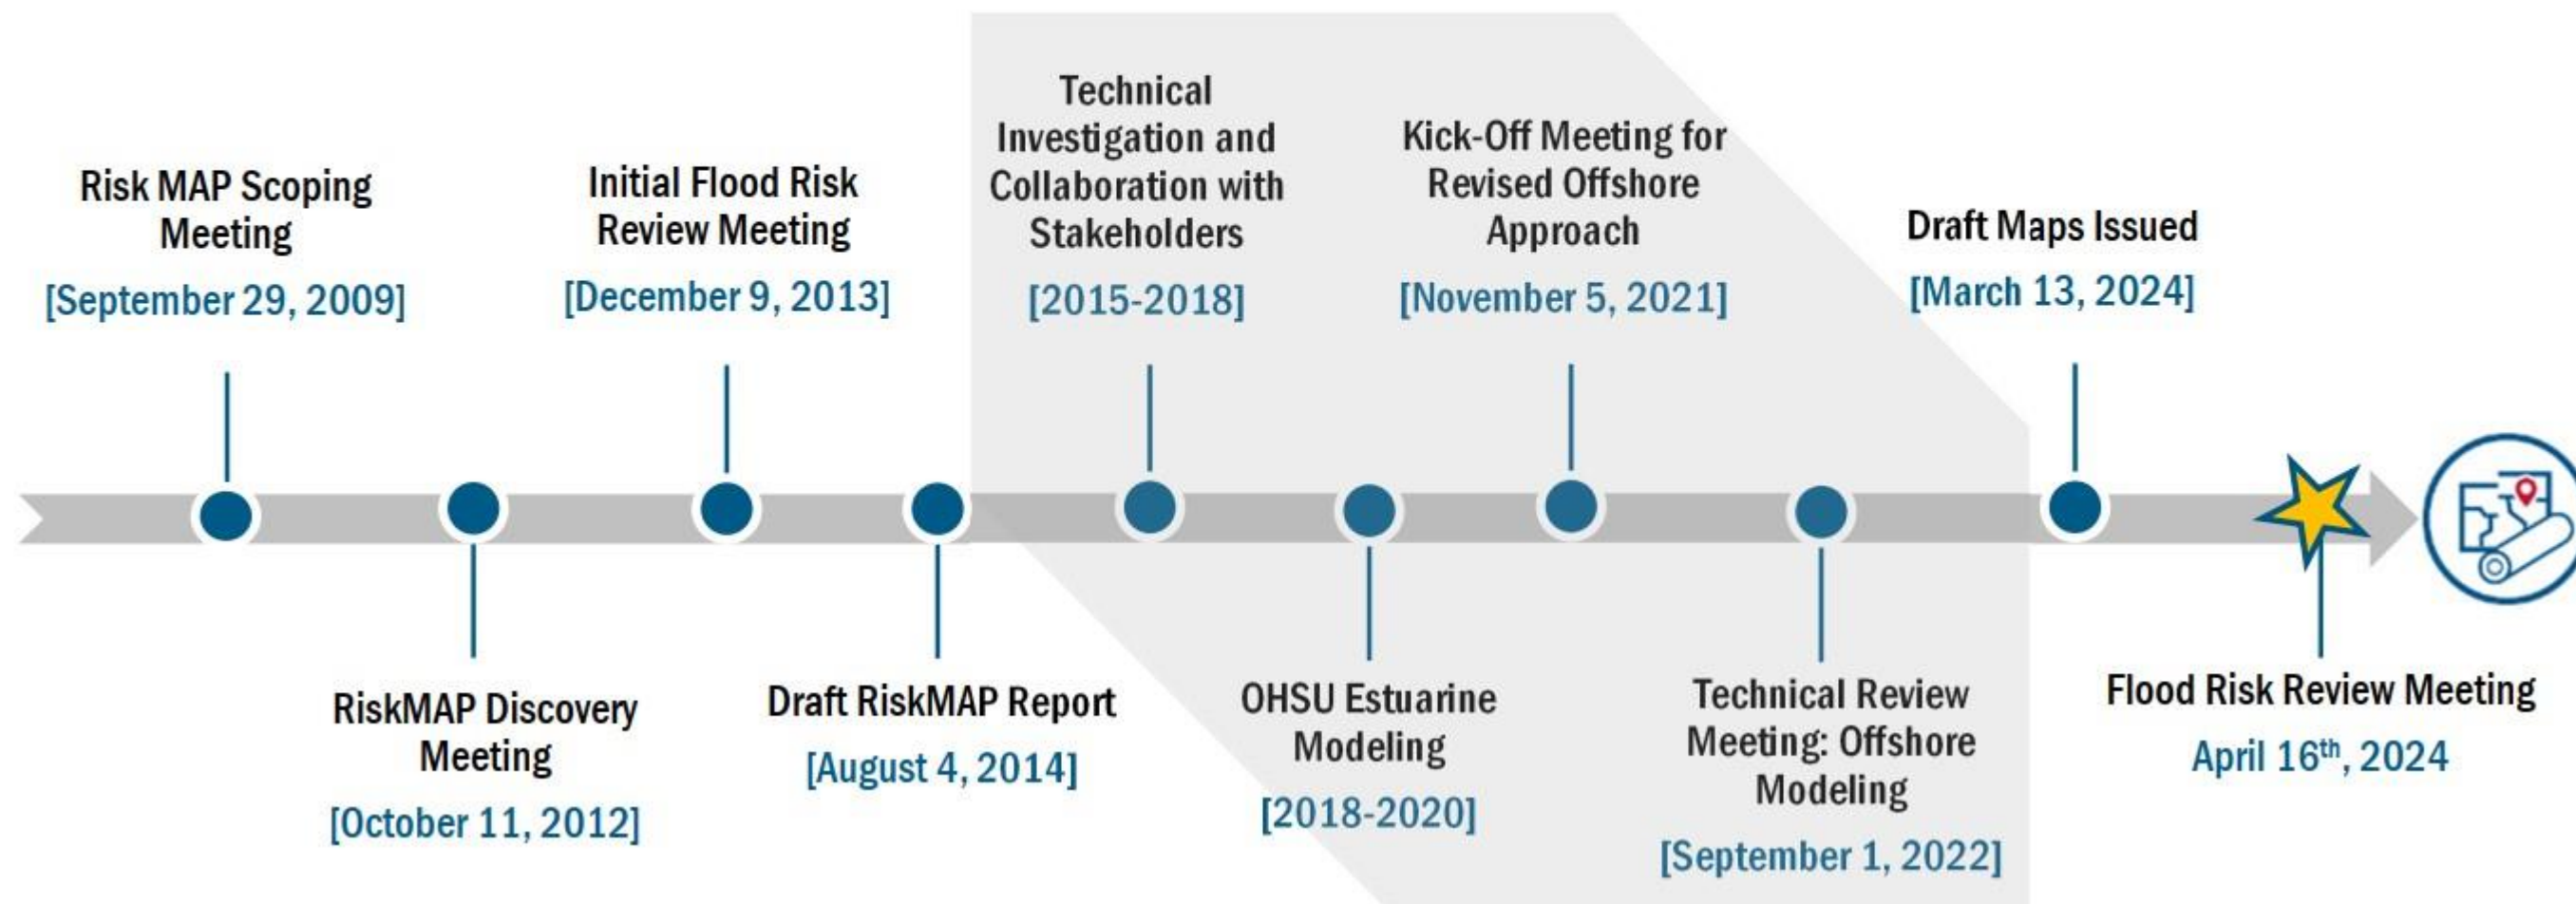 Risk MAP Scoping
Meeting
[September 29, 2009]
RiskMAP Discovery
Meeting
[October 11, 2012]
Initial Flood Risk
Review Meeting
[December 9, 2013]
Draft RiskMAP Report
[August 4, 2014]
Technical
Investigation and
Collaboration with
Stakeholders
[2015-2018]
OHSU Estuarine
Modeling
[2018-2020]
Kick-Off Meeting for
Revised Offshore
Approach
[November 5, 2021]
Technical Review
Meeting: Offshore
Modeling
[September 1, 2022]
Draft Maps Issued
[March 13, 2024]
Flood Risk Review Meeting
April 16th, 2024